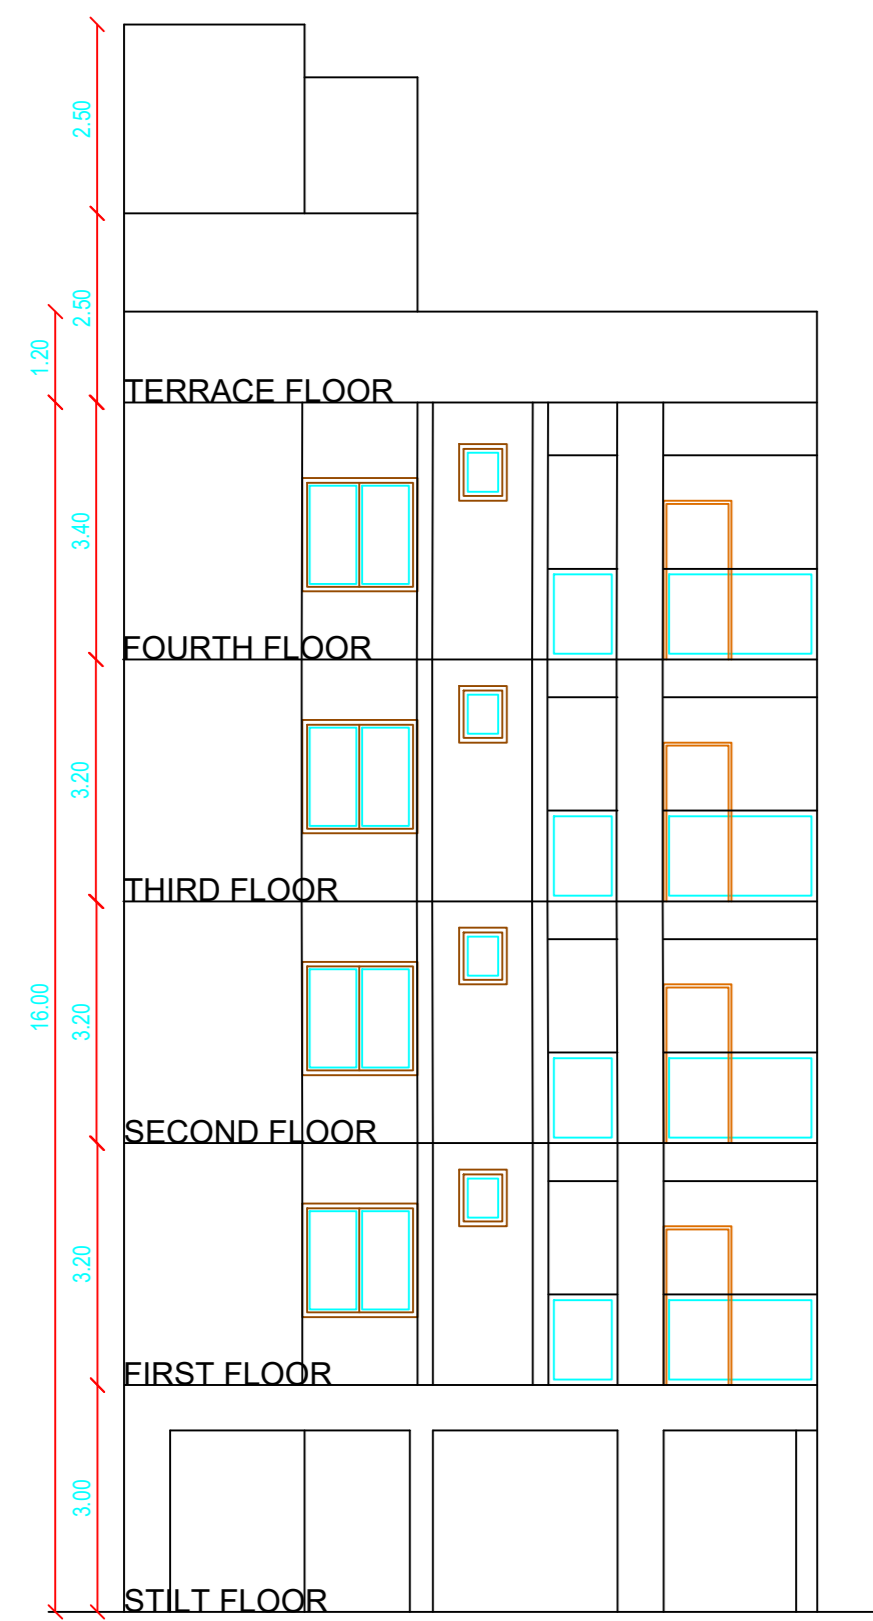 2.50
2.50
1.20
TERRACE FLOOR
3.40
FOURTH FLOOR
3.20
THIRD FLOOR
16.00
3.20
SECOND FLOOR
3.20
FIRST FLOOR
3.00
STILT FLOOR